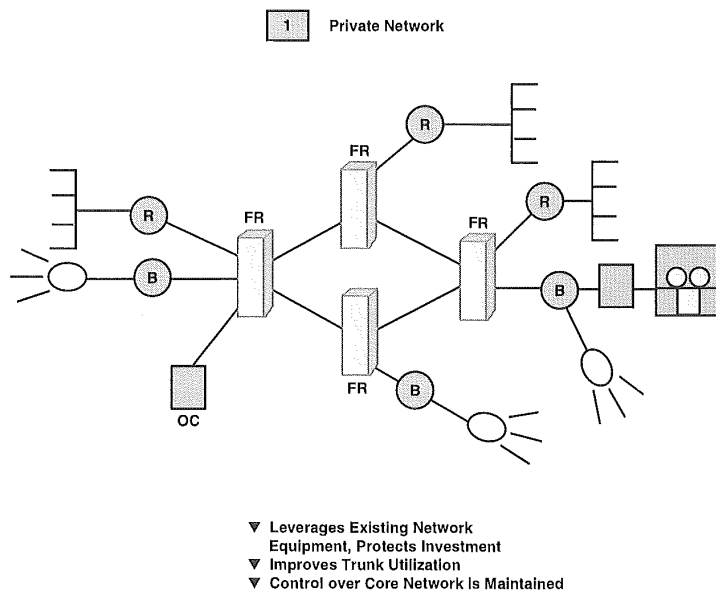 1 Private Network
R
FR
FR
R
FR
R
B
B
FR
B
OC
▼ Leverages Existing Network
Equipment, Protects Investment
▼ Improves Trunk Utilization
▼ Control over Core Network is Maintained